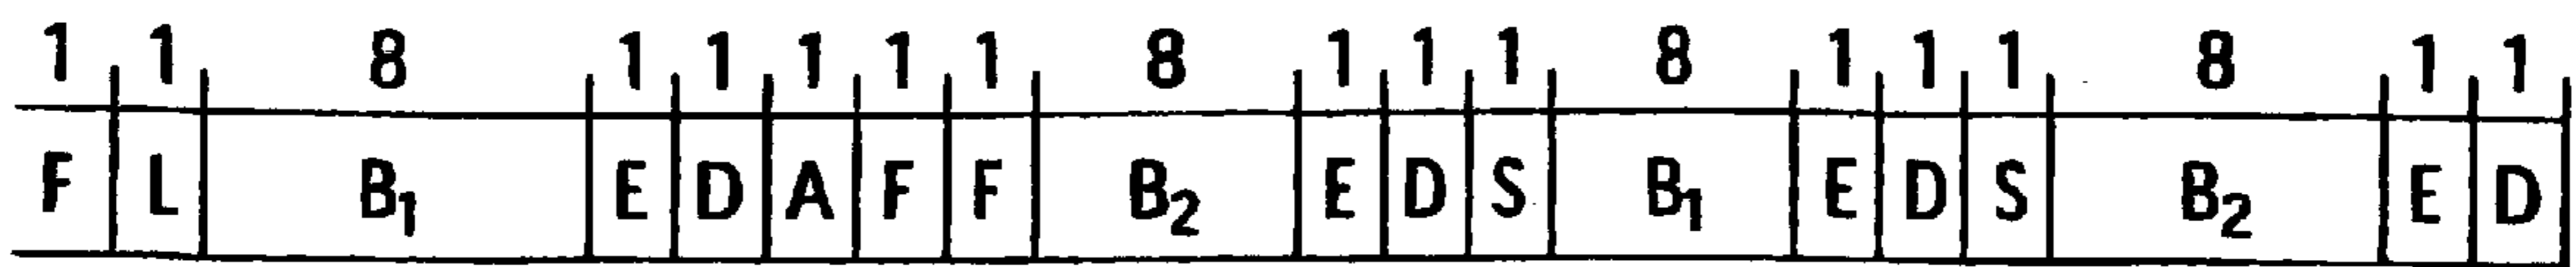 1 1 8 1 1 1 1 1 8 1 1 1 8 1 1 1 8 1 1
F L B₁ E D A F F B₂ E D S B₁ E D S B₂ E D